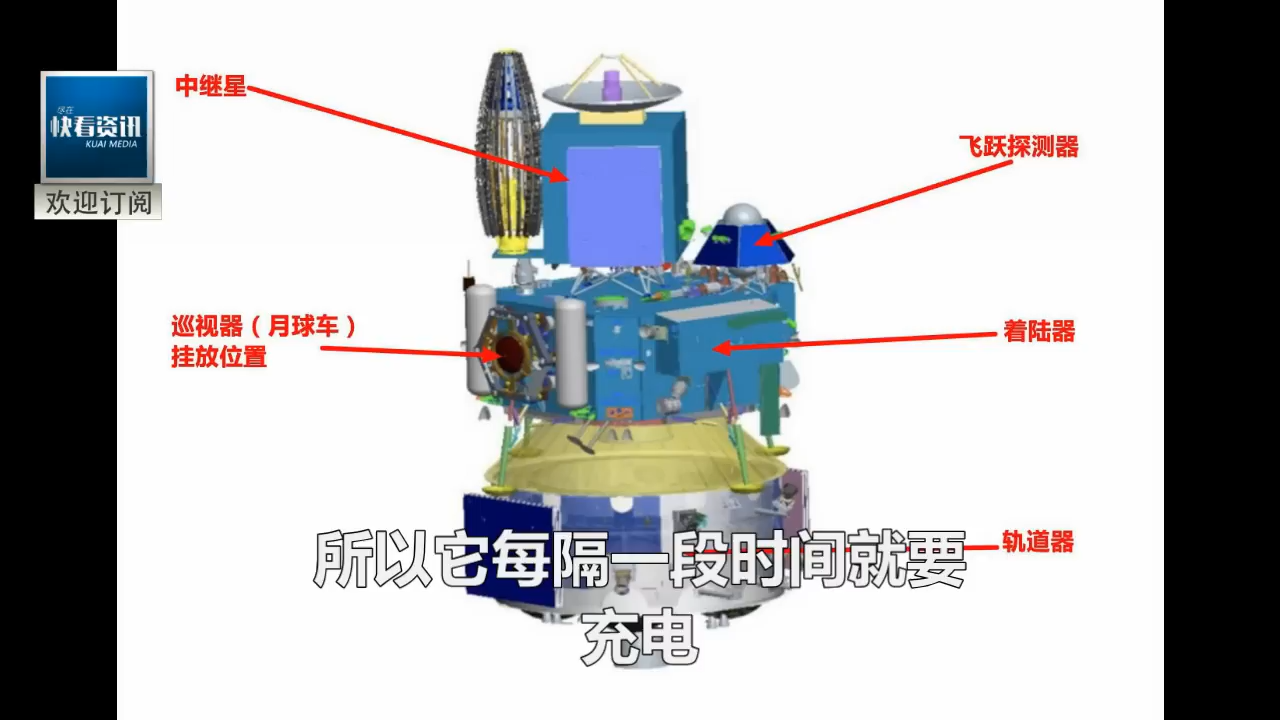 尽在
快看资讯
KUAI MEDIA
欢迎订阅
中继星
飞跃探测器
巡视器（月球车）
挂放位置
着陆器
轨道器
所以它每隔一段时间就要
充电